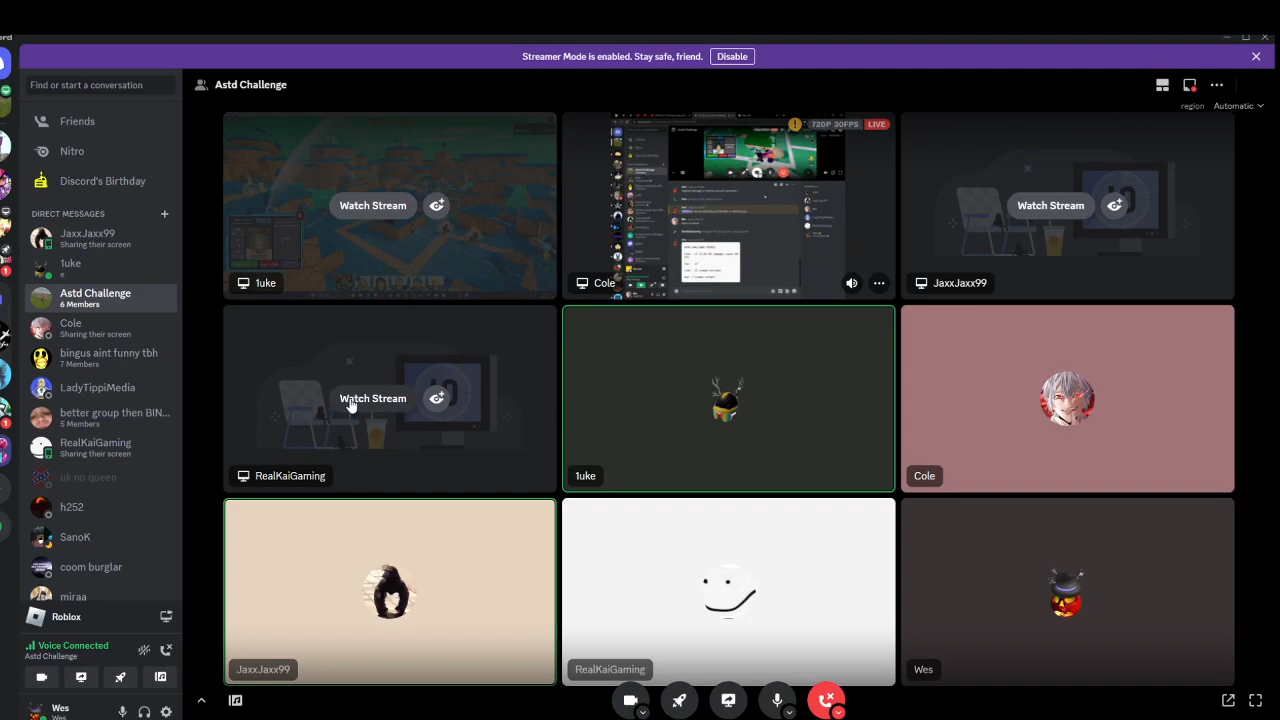 Streamer Mode is enabled. Stay safe, friend.
Disable
Find or start a conversation
Astd Challenge
region
Automatic
Friends
Nitro
Discord's Birthday
DIRECT MESSAGES
JaxxJaxx99
Sharing their screen
1uke
e
Astd Challenge
6 Members
Cole
Sharing their screen
bingus aint funny tbh
7 Members
LadyTippiMedia
better group then BIN...
5 Members
RealKaiGaming
Sharing their screen
uk no queen
h252
SanoK
coom burglar
miraa
Roblox
Voice Connected
Astd Challenge
Wes
Wes
Watch Stream
1uke
720P 30FPS
LIVE
Cole
Watch Stream
JaxxJaxx99
Watch Stream
RealKaiGaming
1uke
Cole
JaxxJaxx99
RealKaiGaming
Wes